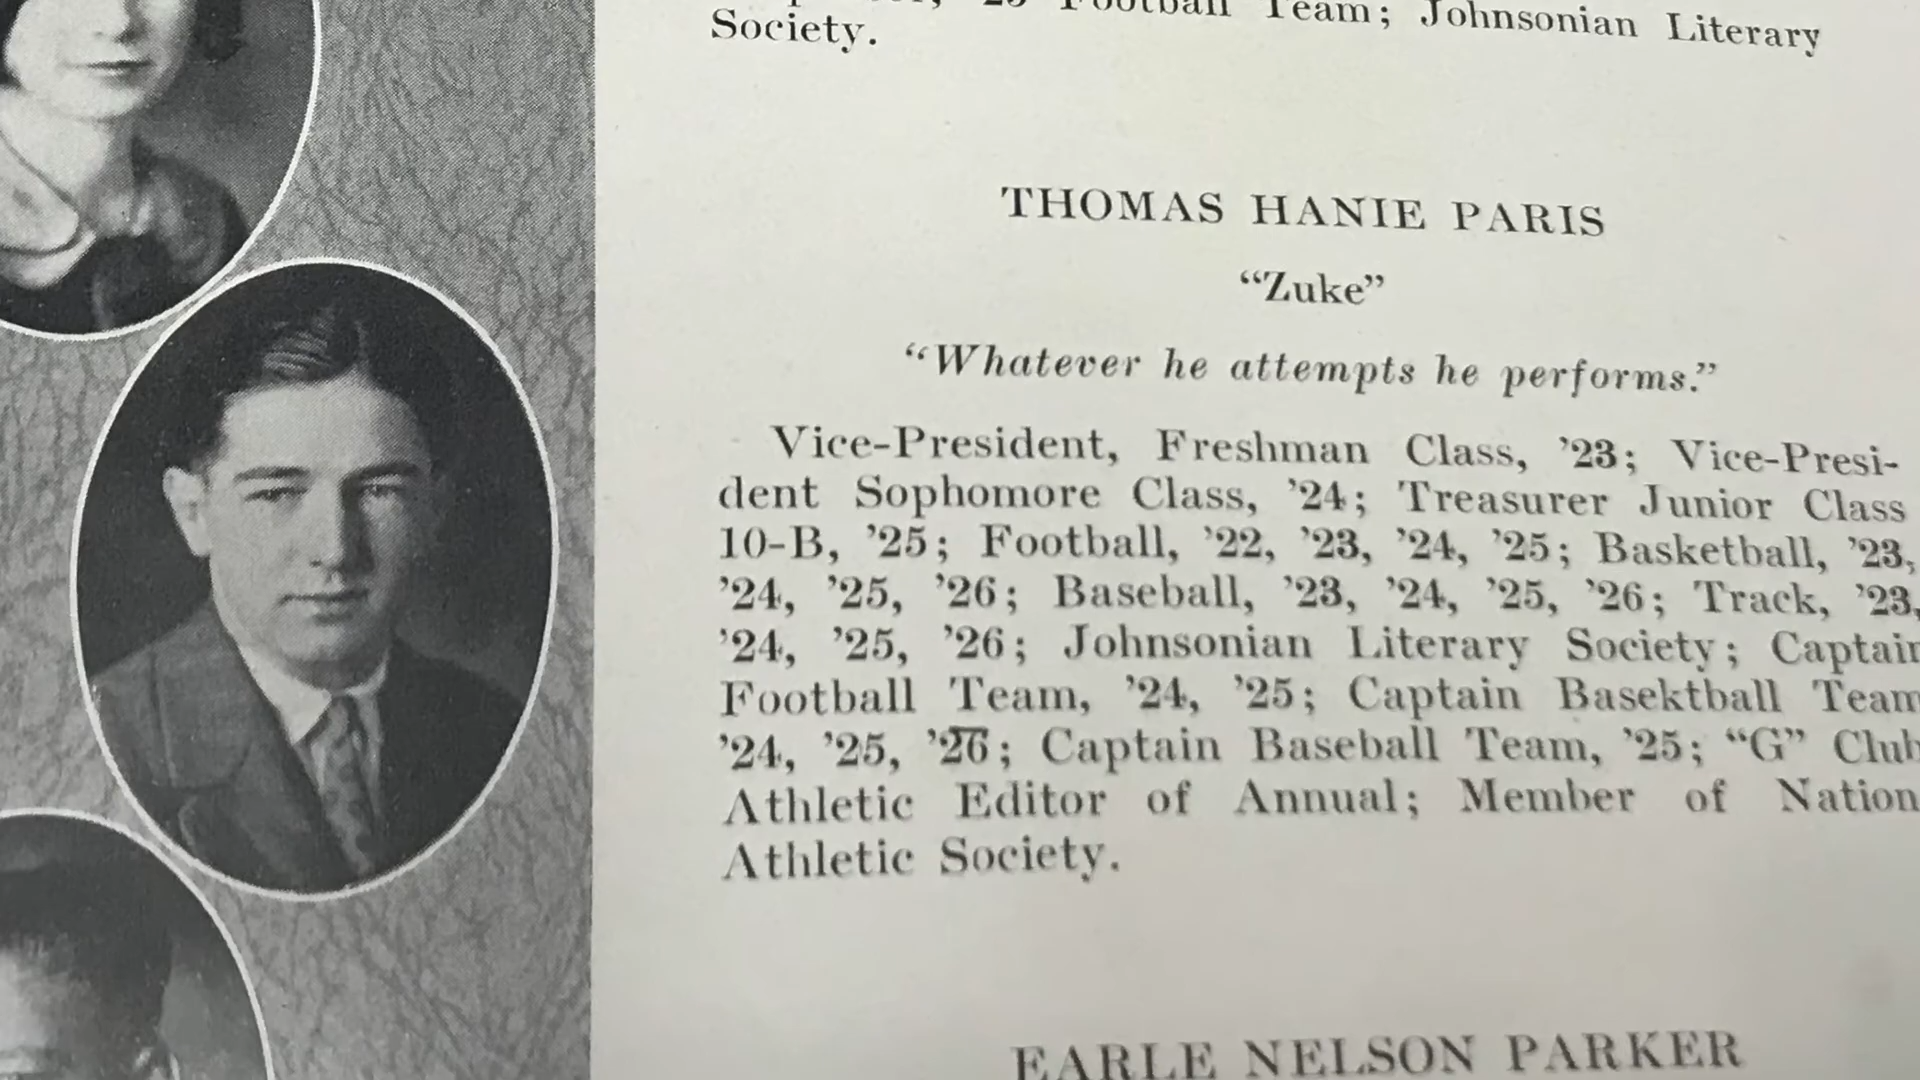 Football Team; Johnsonian Literary
Society.
THOMAS HANIE PARIS
“Zuke”
“Whatever he attempts he performs.”
Vice-President, Freshman Class, ’23; Vice-Presi-
dent Sophomore Class, ’24; Treasurer Junior Class
10-B, ’25; Football, ’22, ’23, ’24, ’25; Basketball, ’23,
’24, ’25, ’26; Baseball, ’23, ’24, ’25, ’26; Track, ’23,
’24, ’25, ’26; Johnsonian Literary Society; Captain
Football Team, ’24, ’25; Captain Basektball Team
’24, ’25, ’26; Captain Baseball Team, ’25; “G” Club
Athletic Editor of Annual; Member of Nation
Athletic Society.
EARLE NELSON PARKER